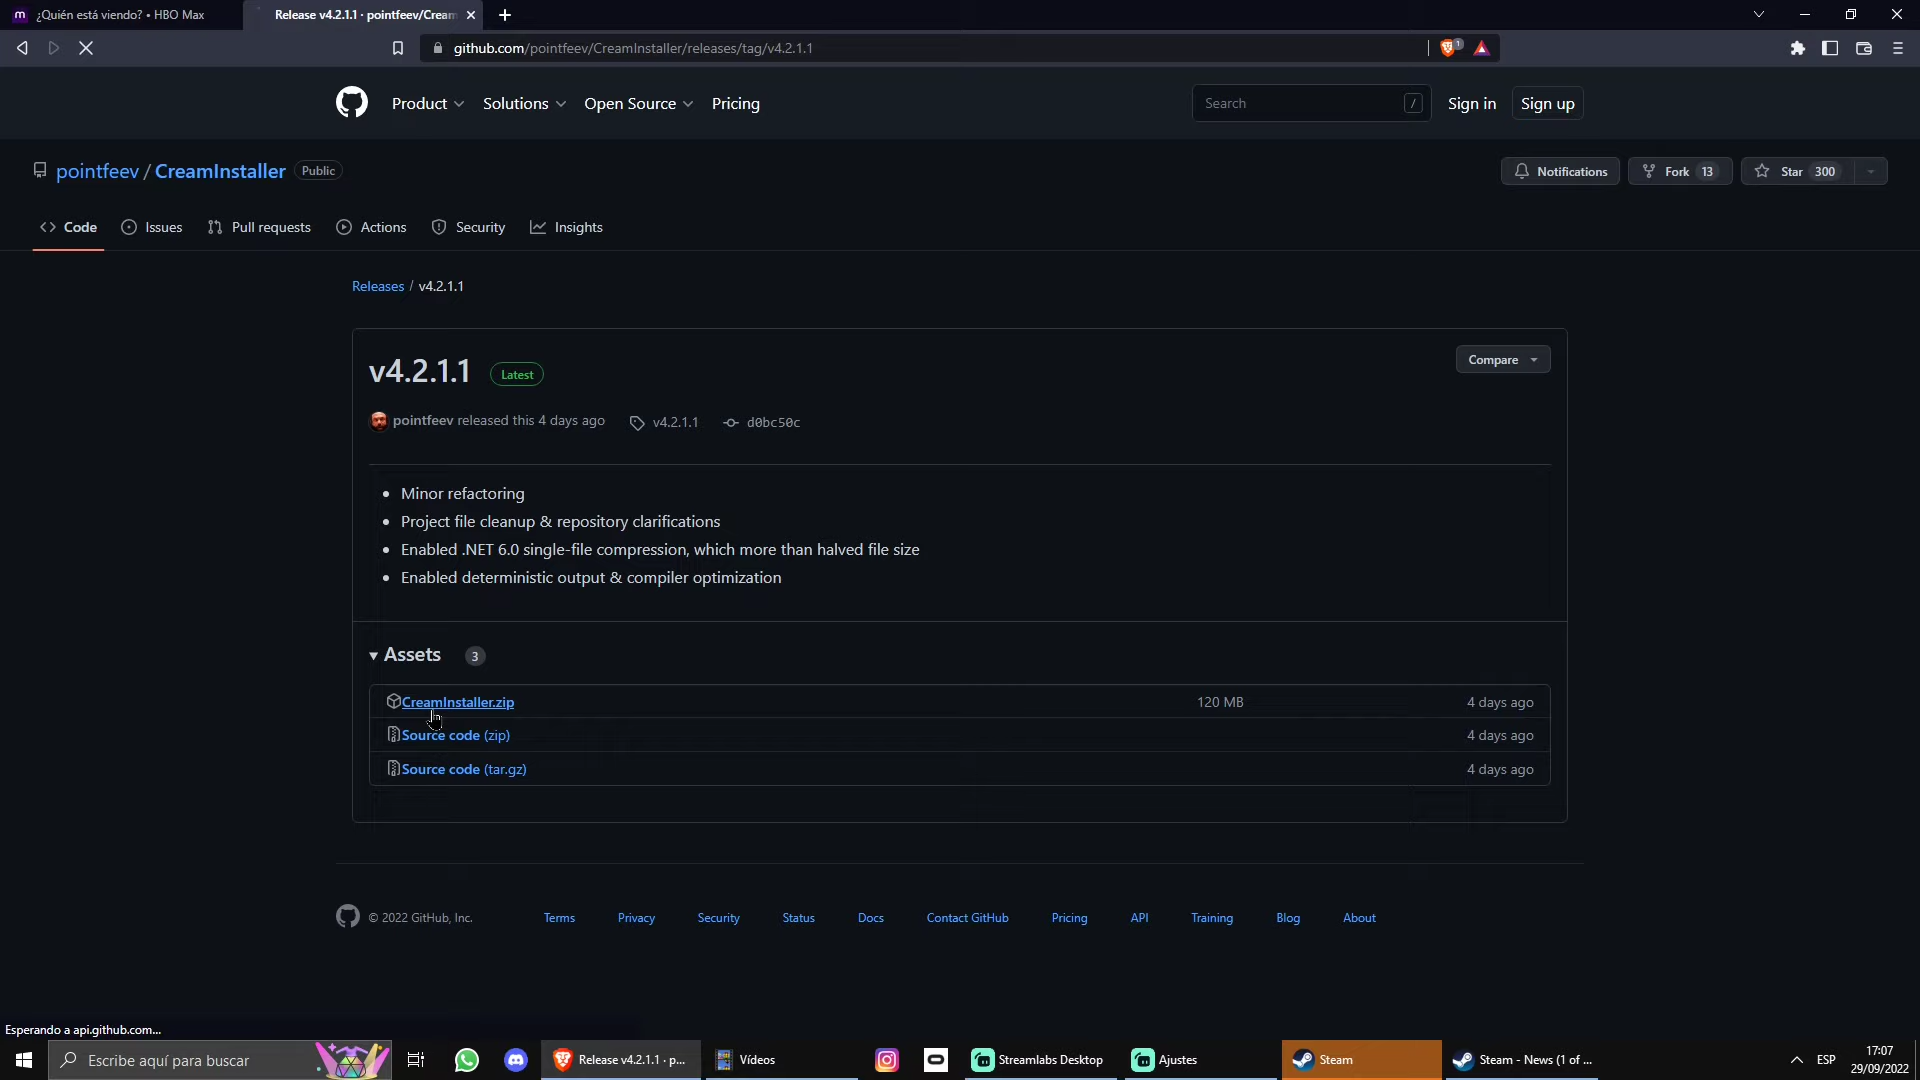 ¿Quién está viendo? • HBO Max
Release v4.2.1.1 · pointfeev/Cream
github.com/pointfeev/CreamInstaller/releases/tag/v4.2.1.1
1
Product
Solutions
Open Source
Pricing
Search
/
Sign in
Sign up
pointfeev / CreamInstaller
Public
Notifications
Fork 13
Star 300
Code
Issues
Pull requests
Actions
Security
Insights
Releases / v4.2.1.1
v4.2.1.1
Latest
Compare
pointfeev released this 4 days ago
v4.2.1.1
d0bc50c
Minor refactoring
Project file cleanup & repository clarifications
Enabled .NET 6.0 single-file compression, which more than halved file size
Enabled deterministic output & compiler optimization
Assets 3
CreamInstaller.zip 120 MB 4 days ago
Source code (zip) 4 days ago
Source code (tar.gz) 4 days ago
© 2022 GitHub, Inc.
Terms
Privacy
Security
Status
Docs
Contact GitHub
Pricing
API
Training
Blog
About
Esperando a api.github.com...
Escribe aquí para buscar
Release v4.2.1.1 · p...
Vídeos
Streamlabs Desktop
Ajustes
Steam
Steam - News (1 of ...
ESP
17:07
29/09/2022